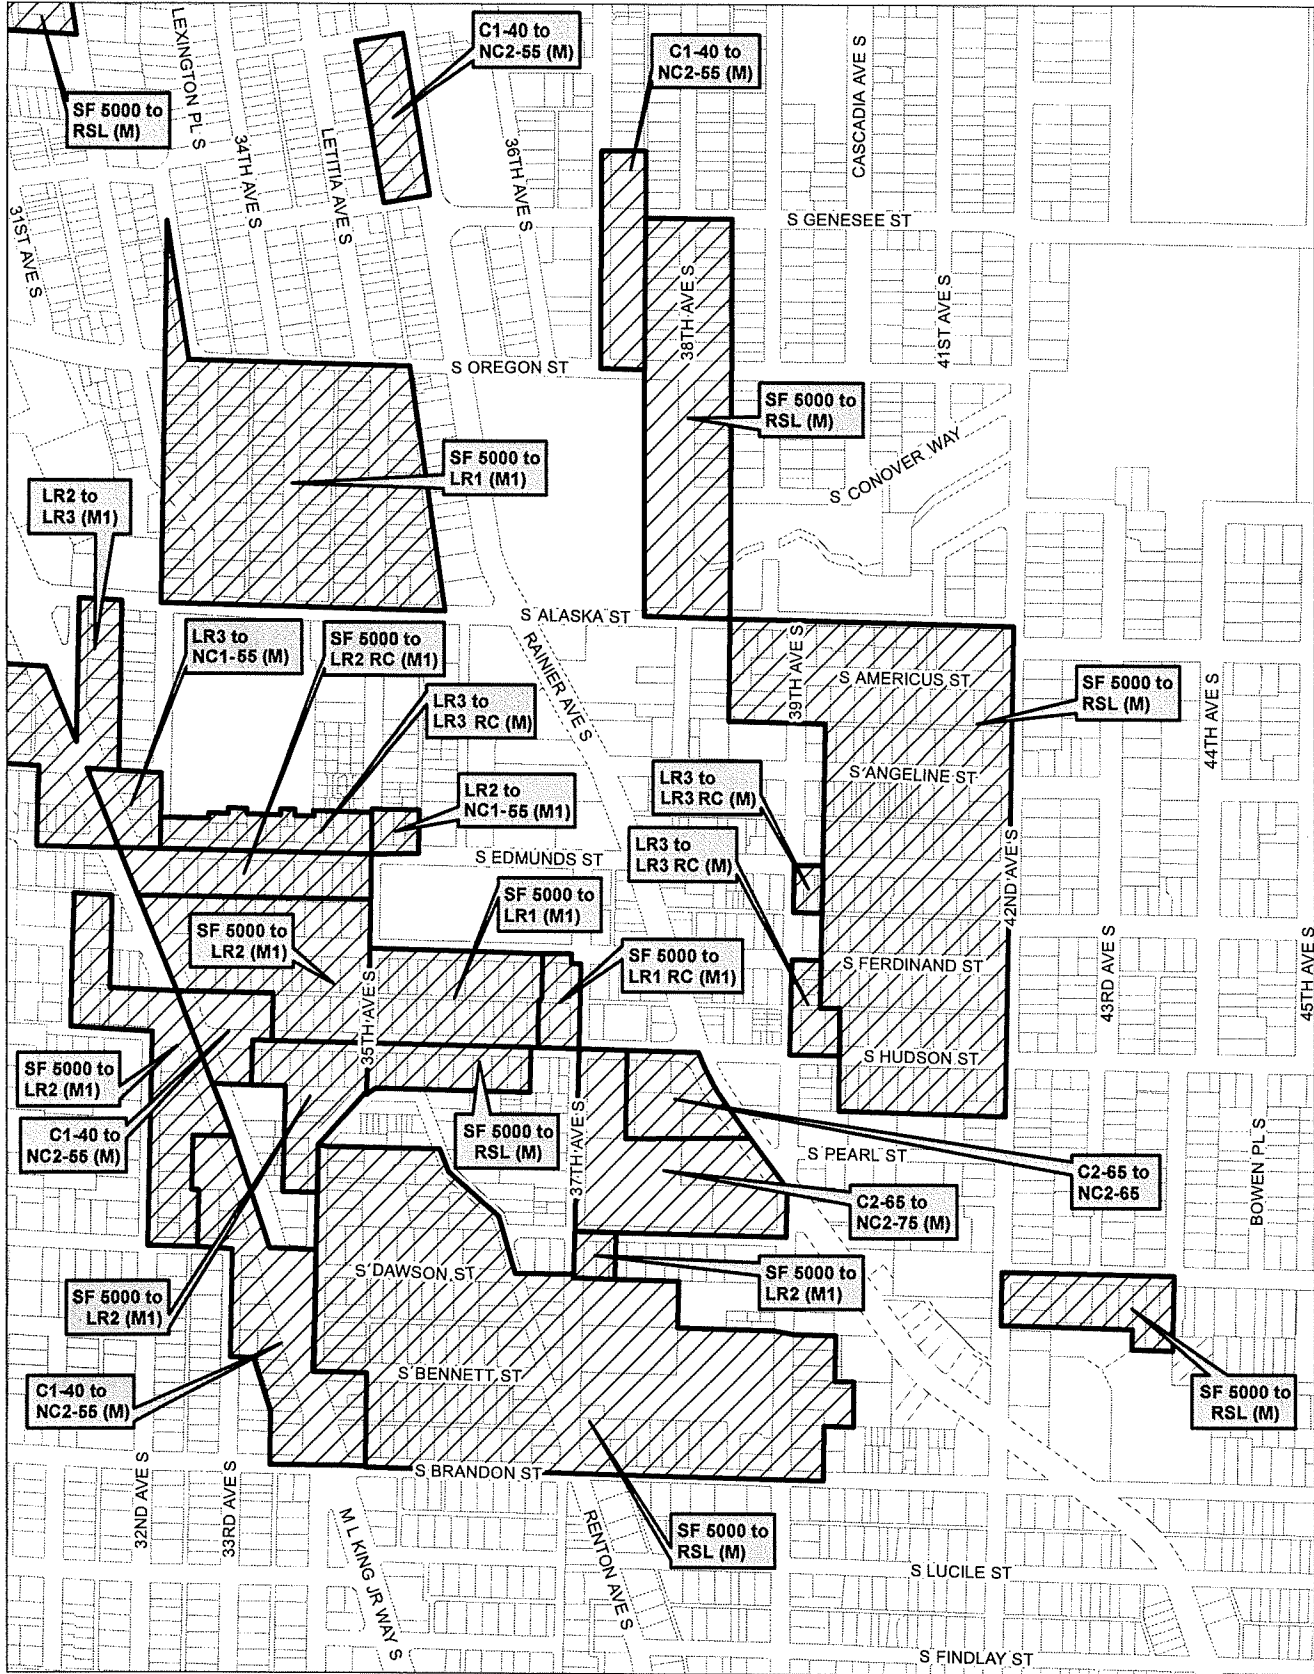 LEXINGTON PL S
C1-40 to
NC2-55 (M)
C1-40 to
NC2-55 (M)
CASCADIA AVE S
SF 5000 to
RSL (M)
34TH AVE S
LETITIA AVE S
36TH AVE S
31ST AVE S
S GENESEE ST
38TH AVE S
41ST AVE S
S OREGON ST
SF 5000 to
RSL (M)
SF 5000 to
LR1 (M1)
S CONOVER WAY
LR2 to
LR3 (M1)
S ALASKA ST
LR3 to
NC1-55 (M)
SF 5000 to
LR2 RC (M1)
RAINIER AVE S
39TH AVE S
S AMERICUS ST
SF 5000 to
RSL (M)
44TH AVE S
LR3 to
LR3 RC (M)
LR2 to
NC1-55 (M1)
LR3 to
LR3 RC (M)
S ANGELINE ST
S EDMUNDS ST
LR3 to
LR3 RC (M)
42ND AVE S
SF 5000 to
LR1 (M1)
SF 5000 to
LR2 (M1)
SF 5000 to
LR1 RC (M1)
S FERDINAND ST
43RD AVE S
45TH AVE S
35TH AVE S
SF 5000 to
LR2 (M1)
S HUDSON ST
C1-40 to
NC2-55 (M)
SF 5000 to
RSL (M)
37TH AVE S
S PEARL ST
C2-65 to
NC2-65
BOWEN PL S
C2-65 to
NC2-75 (M)
SF 5000 to
LR2 (M1)
S DAWSON ST
SF 5000 to
LR2 (M1)
C1-40 to
NC2-55 (M)
S BENNETT ST
SF 5000 to
RSL (M)
32ND AVE S
33RD AVE S
S BRANDON ST
M L KING JR WAY S
RENTON AVE S
SF 5000 to
RSL (M)
S LUCILE ST
S FINDLAY ST